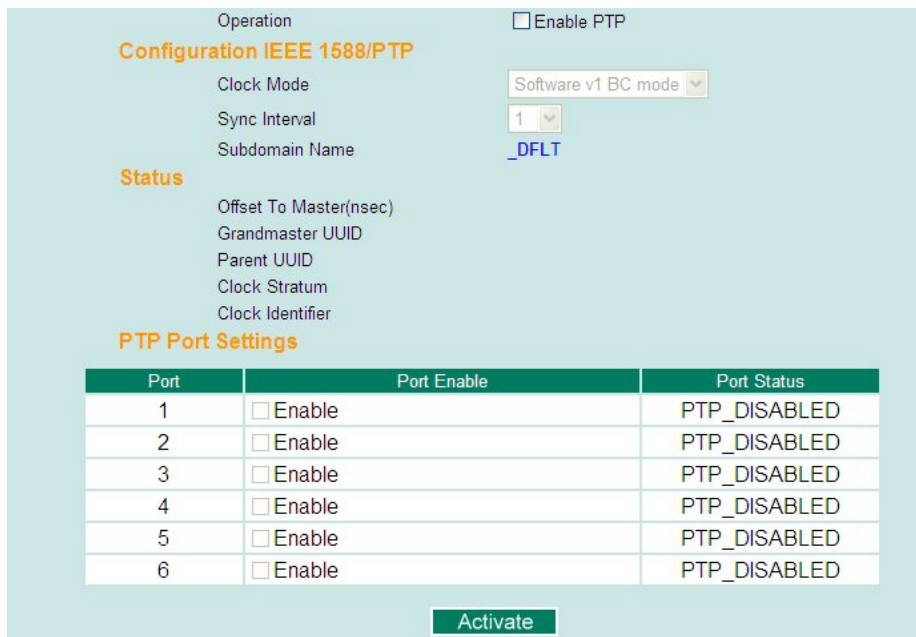 Operation Enable PTP
Configuration IEEE 1588/PTP
Clock Mode Software v1 BC mode
Sync Interval 1
Subdomain Name _DFLT
Status
Offset To Master(nsec)
Grandmaster UUID
Parent UUID
Clock Stratum
Clock Identifier
PTP Port Settings
Port Port Enable Port Status
1 Enable PTP_DISABLED
2 Enable PTP_DISABLED
3 Enable PTP_DISABLED
4 Enable PTP_DISABLED
5 Enable PTP_DISABLED
6 Enable PTP_DISABLED
Activate